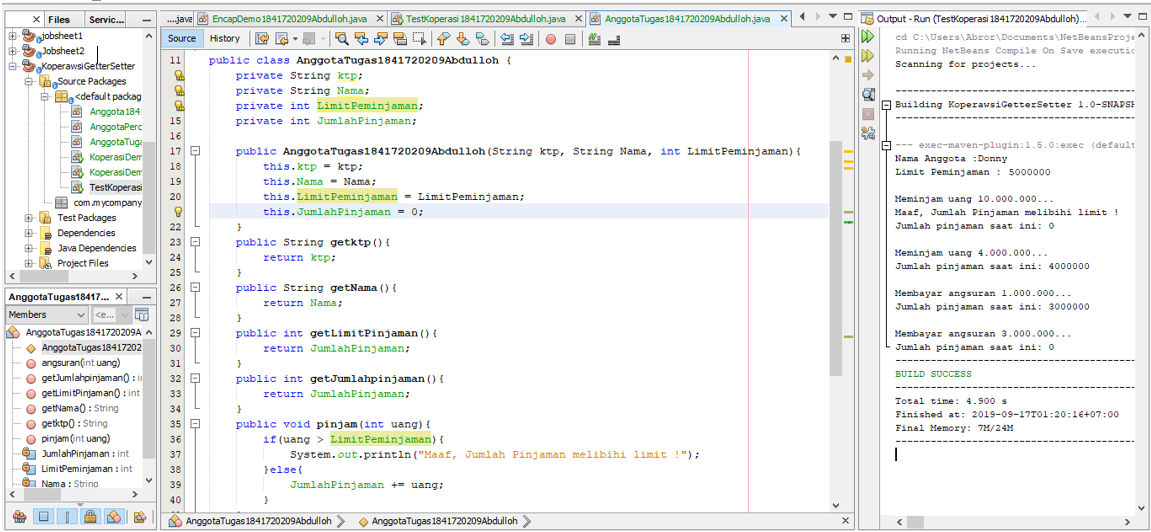 Files
Servic...
jobsheet1
Jobsheet2
KoperawsiGetterSetter
Source Packages
<default packag
Anggota184
AnggotaPerc
AnggotaTuga
KoperasiDem
KoperasiDem
TestKoperasi
com.mycompany
Test Packages
Dependencies
Java Dependencies
Project Files
AnggotaTugas18417...
Members
<e...
AnggotaTugas1841720209A
AnggotaTugas18417202
angsuran(int uang)
getJumlahpinjaman() : i
getLimitPinjaman() : int
getNama() : String
getktp() : String
pinjam(int uang)
JumlahPinjaman : int
LimitPeminjaman : int
Nama : String
....java
EncapDemo1841720209Abdulloh.java
TestKoperasi1841720209Abdulloh.java
AnggotaTugas1841720209Abdulloh.java
Source
History
11 public class AnggotaTugas1841720209Abdulloh {
private String ktp;
private String Nama;
private int LimitPeminjaman;
15 private int JumlahPinjaman;
16
17 public AnggotaTugas1841720209Abdulloh(String ktp, String Nama, int LimitPeminjaman){
18 this.ktp = ktp;
19 this.Nama = Nama;
20 this.LimitPeminjaman = LimitPeminjaman;
this.JumlahPinjaman = 0;
22 }
23 public String getktp(){
24 return ktp;
25 }
26 public String getNama(){
27 return Nama;
28 }
29 public int getLimitPinjaman(){
30 return JumlahPinjaman;
31 }
32 public int getJumlahpinjaman(){
33 return JumlahPinjaman;
34 }
35 public void pinjam(int uang){
36 if(uang > LimitPeminjaman){
37 System.out.println("Maaf, Jumlah Pinjaman melibihi limit !");
38 }else{
39 JumlahPinjaman += uang;
40 }
AnggotaTugas1841720209Abdulloh
AnggotaTugas1841720209Abdulloh
Output - Run (TestKoperasi1841720209Abdulloh)...
cd C:\Users\Abror\Documents\NetBeansProje
Running NetBeans Compile On Save executio
Scanning for projects...
------------------------------------
Building KoperawsiGetterSetter 1.0-SNAPSH
------------------------------------
--- exec-maven-plugin:1.5.0:exec (default
Nama Anggota :Donny
Limit Peminjaman : 5000000
Meminjam uang 10.000.000...
Maaf, Jumlah Pinjaman melibihi limit !
Jumlah pinjaman saat ini: 0
Meminjam uang 4.000.000...
Jumlah pinjaman saat ini: 4000000
Membayar angsuran 1.000.000...
Jumlah pinjaman saat ini: 3000000
Membayar angsuran 3.000.000...
Jumlah pinjaman saat ini: 0
------------------------------------
BUILD SUCCESS
------------------------------------
Total time: 4.900 s
Finished at: 2019-09-17T01:20:16+07:00
Final Memory: 7M/24M
------------------------------------